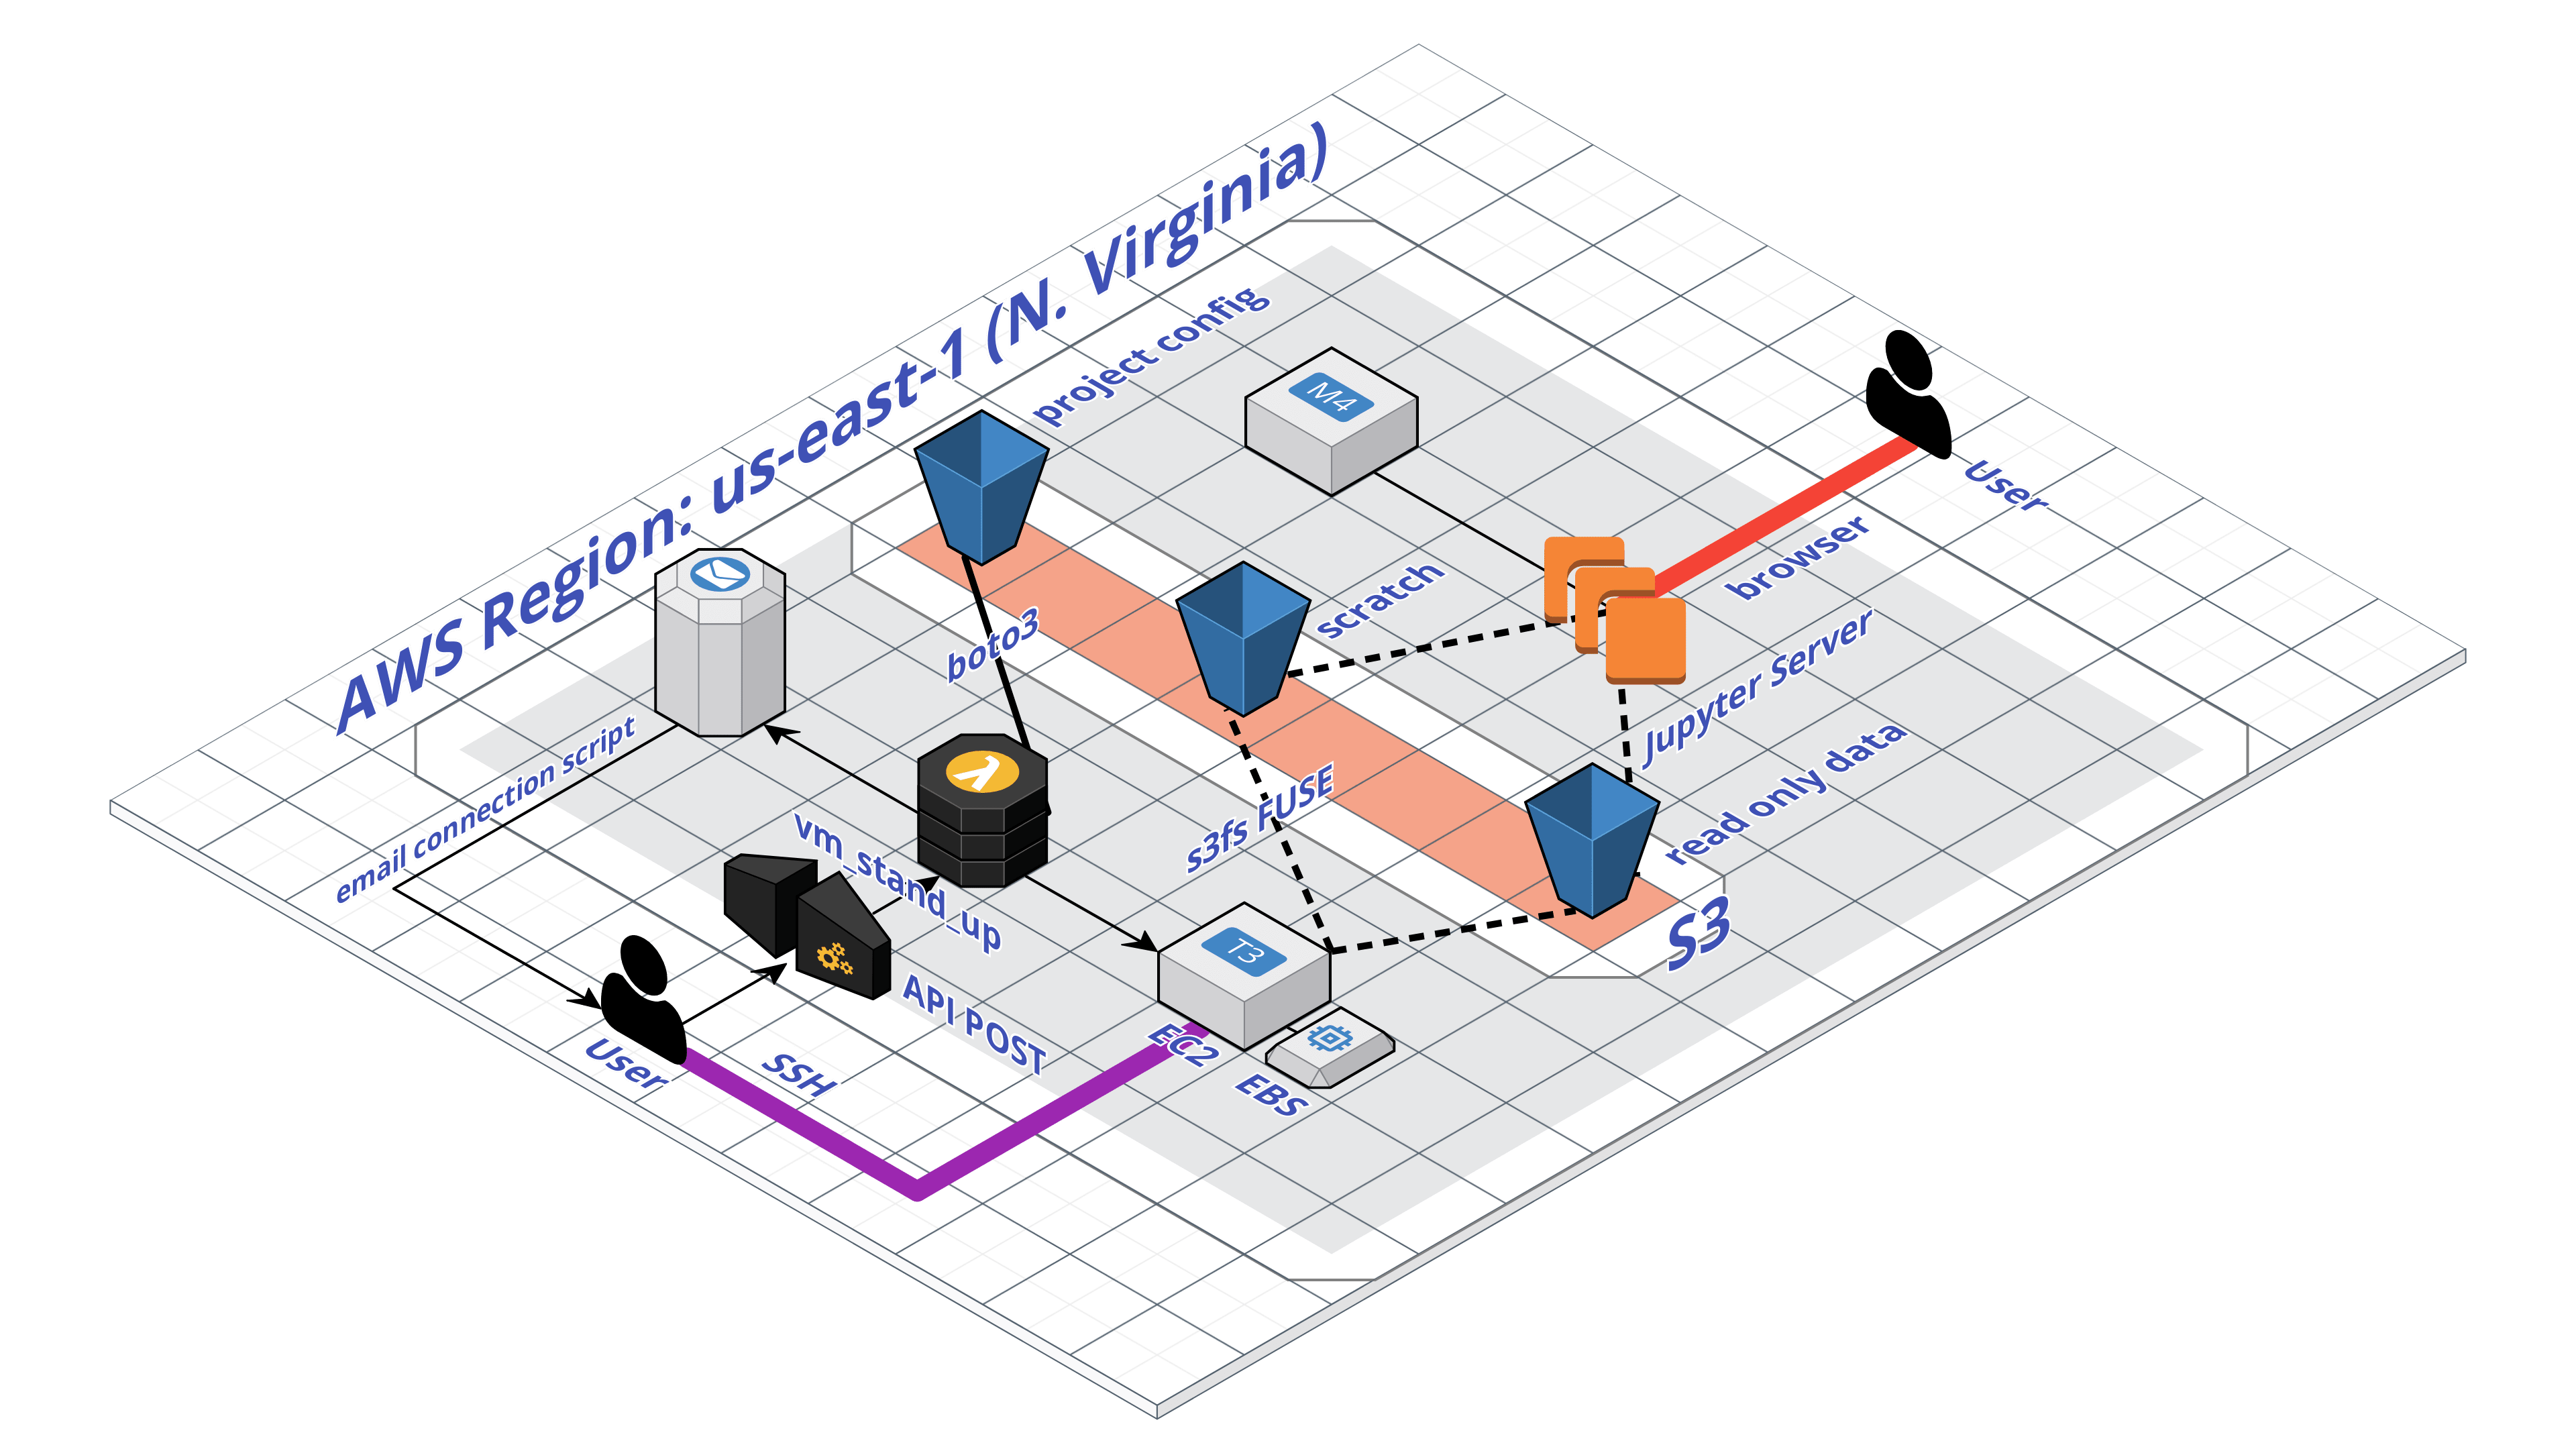 AWS Region: us-east-1 (N. Virginia)
project config
M4
User
browser
scratch
boto3
Jupyter Server
email connection script
read only data
s3fs FUSE
vm_stand_up
S3
T3
API POST
EC2
User
SSH
EBS